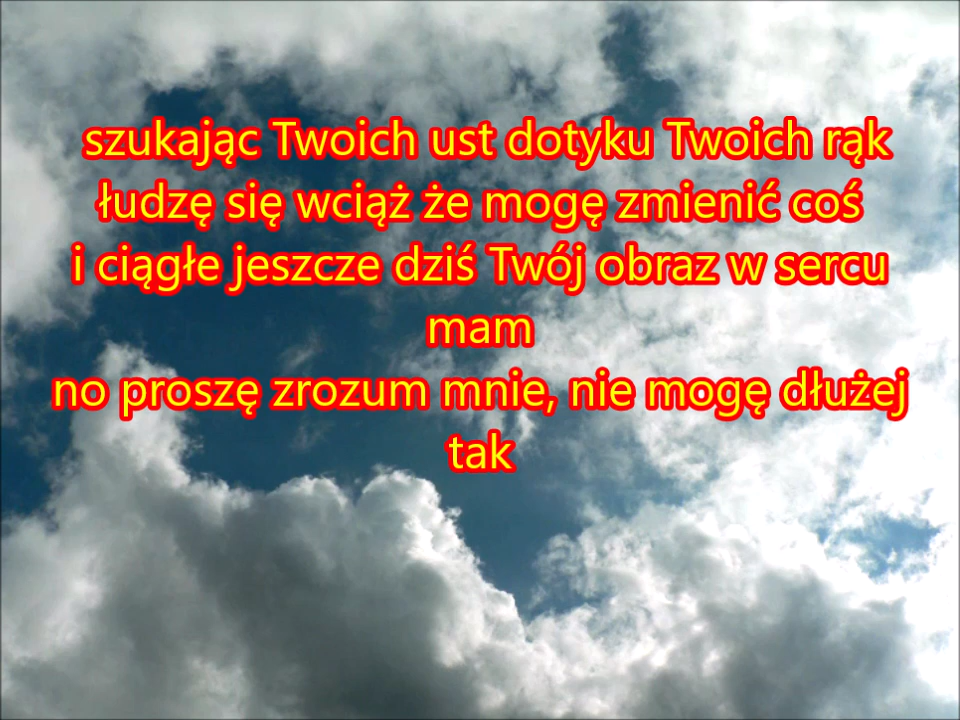 szukając Twoich ust dotyku Twoich rąk
łudzę się wciąż że mogę zmienić coś
i ciągłe jeszcze dziś Twój obraz w sercu
mam
no proszę zrozum mnie, nie mogę dłużej
tak